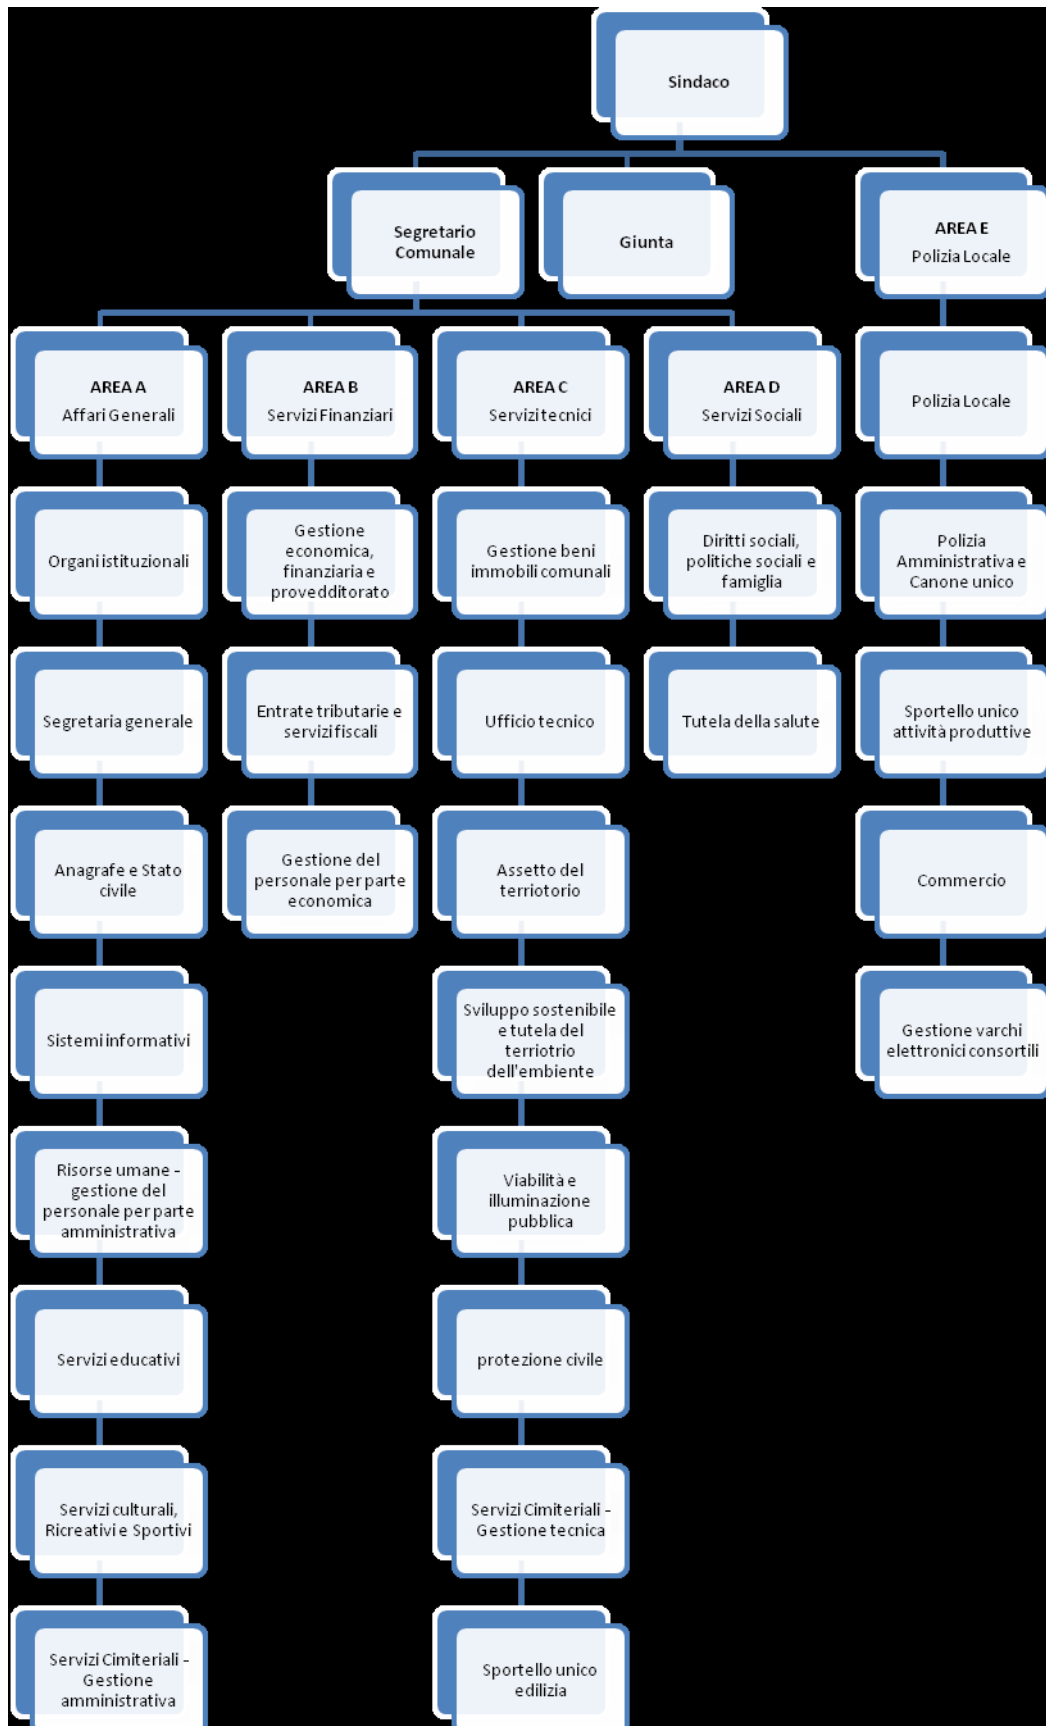 Sindaco
Segretario
Comunale
Giunta
AREA E
Polizia Locale
AREA A
Affari Generali
AREA B
Servizi Finanziari
AREA C
Servizi tecnici
AREA D
Servizi Sociali
Polizia Locale
Organi istituzionali
Gestione
economica,
finanziaria e
provedditorato
Gestione beni
immobili comunali
Diritti sociali,
politiche sociali e
famiglia
Polizia
Amministrativa e
Canone unico
Segretaria generale
Entrate tributarie e
servizi fiscali
Ufficio tecnico
Tutela della salute
Sportello unico
attività produttive
Anagrafe e Stato
civile
Gestione del
personale per parte
economica
Assetto del
terriotorio
Commercio
Sistemi informativi
Sviluppo sostenibile
e tutela del
terriotrio
dell'embiente
Gestione varchi
elettronici consortili
Risorse umane -
gestione del
personale per parte
amministrativa
Viabilità e
illuminazione
pubblica
Servizi educativi
protezione civile
Servizi culturali,
Ricreativi e Sportivi
Servizi Cimiteriali -
Gestione tecnica
Servizi Cimiteriali -
Gestione
amministrativa
Sportello unico
edilizia